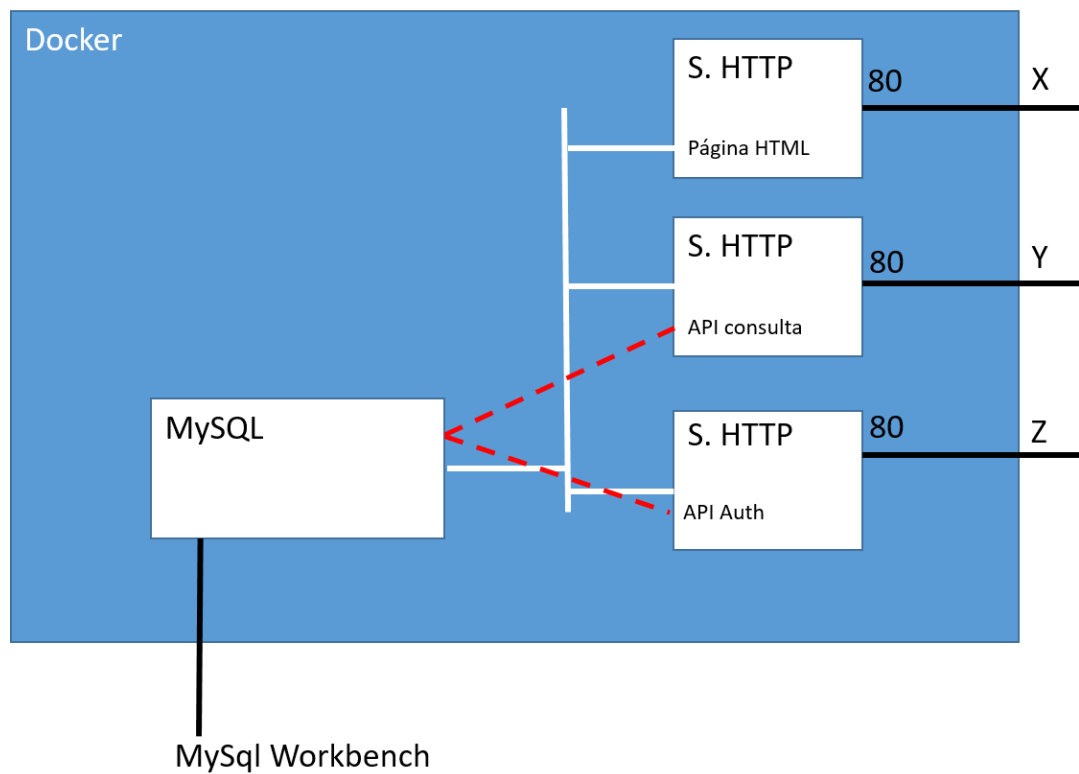 Docker
S. HTTP
80
X
Página HTML
S. HTTP
80
Y
API consulta
MySQL
S. HTTP
80
Z
API Auth
MySql Workbench